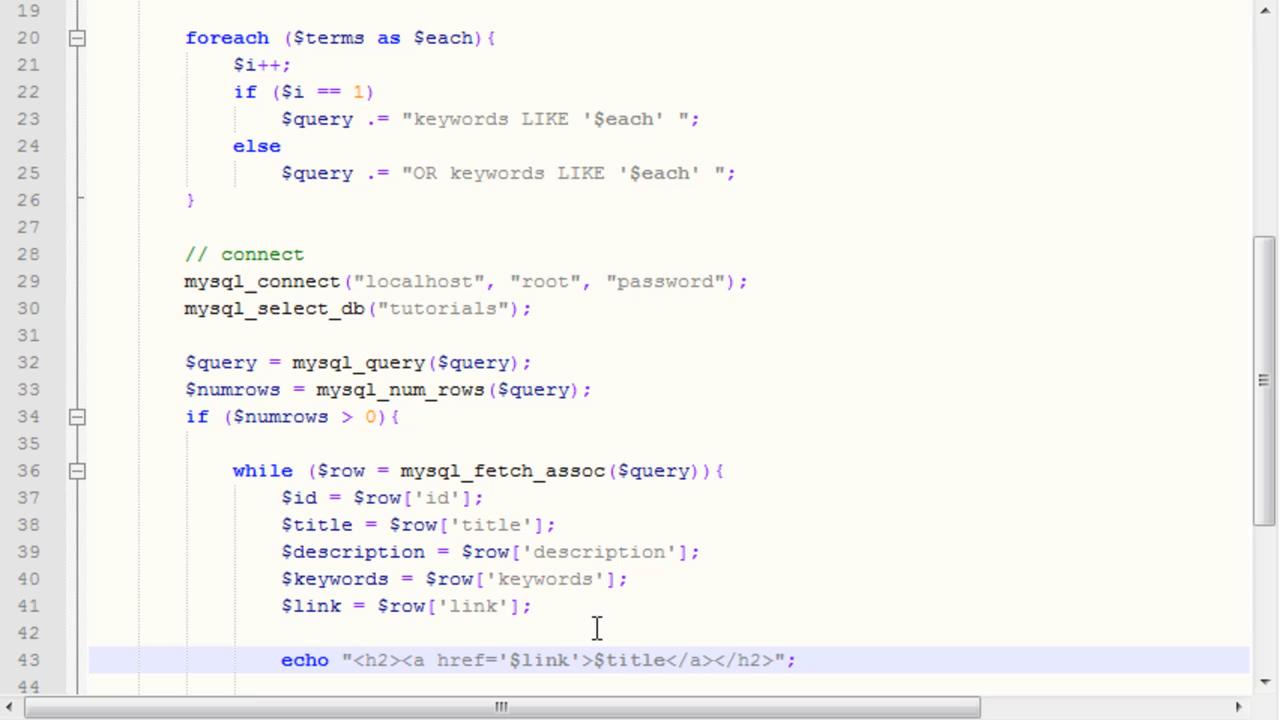 19
20 foreach ($terms as $each){
21 $i++;
22 if ($i == 1)
23 $query .= "keywords LIKE '$each' ";
24 else
25 $query .= "OR keywords LIKE '$each' ";
26 }
27
28 // connect
29 mysql_connect("localhost", "root", "password");
30 mysql_select_db("tutorials");
31
32 $query = mysql_query($query);
33 $numrows = mysql_num_rows($query);
34 if ($numrows > 0){
35
36 while ($row = mysql_fetch_assoc($query)){
37 $id = $row['id'];
38 $title = $row['title'];
39 $description = $row['description'];
40 $keywords = $row['keywords'];
41 $link = $row['link'];
42
43 echo "<h2><a href='$link'>$title</a></h2>";
44